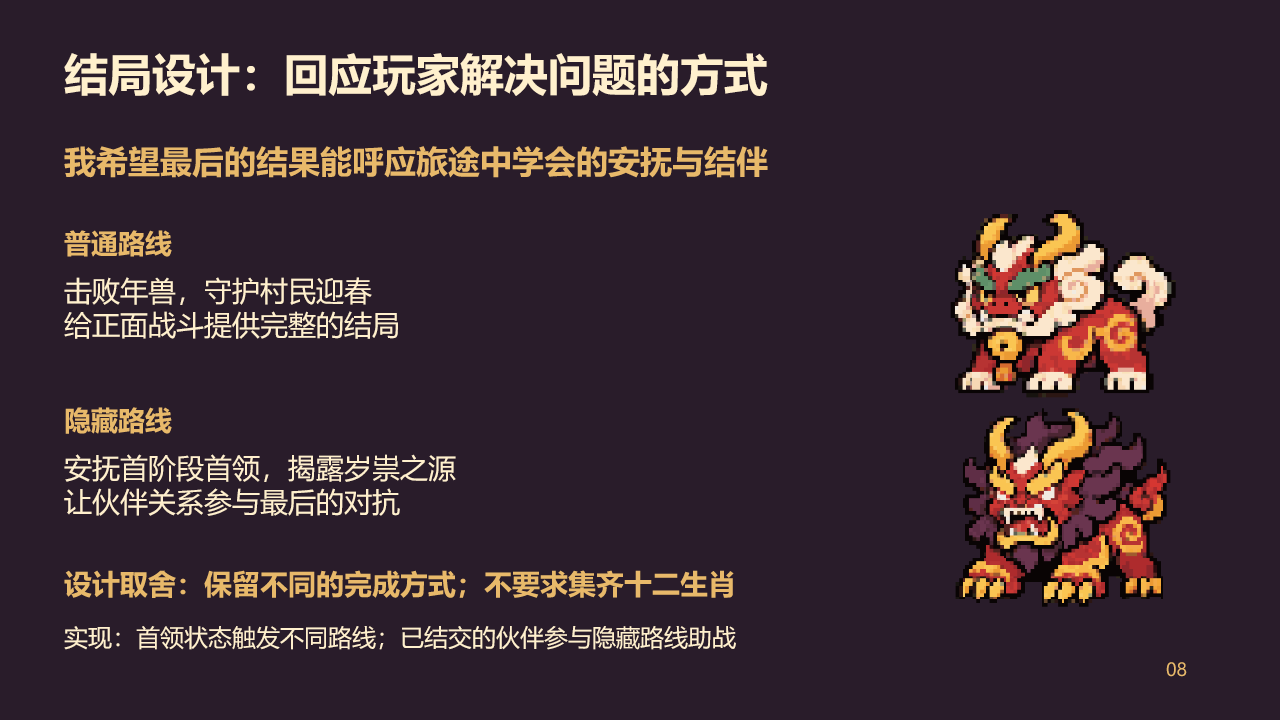 结局设计：回应玩家解决问题的方式
我希望最后的结果能呼应旅途中学会的安抚与结伴
普通路线
击败年兽，守护村民迎春
给正面战斗提供完整的结局
隐藏路线
安抚首阶段首领，揭露岁祟之源
让伙伴关系参与最后的对抗
设计取舍：保留不同的完成方式；不要求集齐十二生肖
实现：首领状态触发不同路线；已结交的伙伴参与隐藏路线助战
08